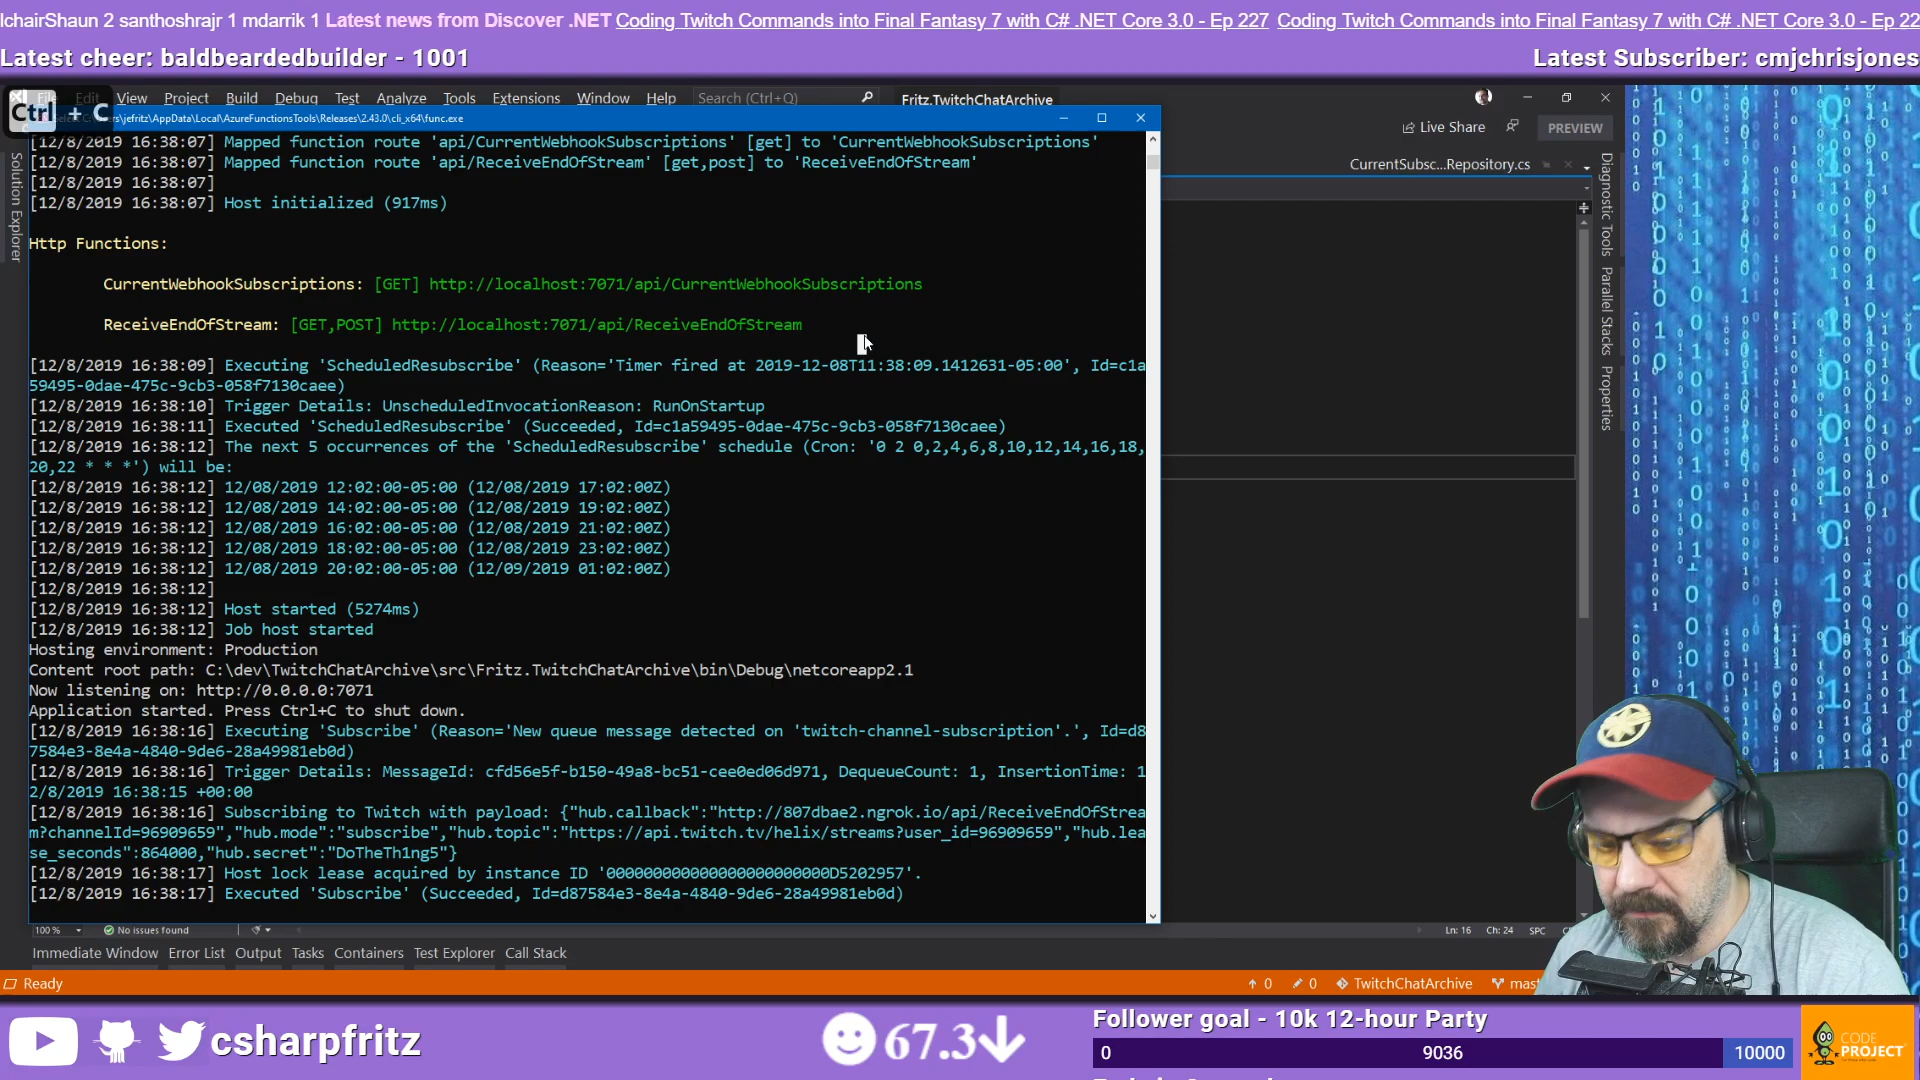 lchairShaun 2 santhoshrajr 1 mdarrik 1 Latest news from Discover .NET Coding Twitch Commands into Final Fantasy 7 with C# .NET Core 3.0 - Ep 227 Coding Twitch Commands into Final Fantasy 7 with C# .NET Core 3.0 - Ep 22
Latest cheer: baldbeardedbuilder - 1001
Latest Subscriber: cmjchrisjones
Ctrl + C
File Edit View Project Build Debug Test Analyze Tools Extensions Window Help Search (Ctrl+Q) Fritz.TwitchChatArchive
rs\jefritz\AppData\Local\AzureFunctionsTools\Releases\2.43.0\cli_x64\func.exe
Live Share PREVIEW
CurrentSubsc...Repository.cs
Solution Explorer
Diagnostic Tools
Parallel Stacks
Properties
[12/8/2019 16:38:07] Mapped function route 'api/CurrentWebhookSubscriptions' [get] to 'CurrentWebhookSubscriptions'
[12/8/2019 16:38:07] Mapped function route 'api/ReceiveEndOfStream' [get,post] to 'ReceiveEndOfStream'
[12/8/2019 16:38:07]
[12/8/2019 16:38:07] Host initialized (917ms)
Http Functions:
CurrentWebhookSubscriptions: [GET] http://localhost:7071/api/CurrentWebhookSubscriptions
ReceiveEndOfStream: [GET,POST] http://localhost:7071/api/ReceiveEndOfStream
[12/8/2019 16:38:09] Executing 'ScheduledResubscribe' (Reason='Timer fired at 2019-12-08T11:38:09.1412631-05:00', Id=c1a
59495-0dae-475c-9cb3-058f7130caee)
[12/8/2019 16:38:10] Trigger Details: UnscheduledInvocationReason: RunOnStartup
[12/8/2019 16:38:11] Executed 'ScheduledResubscribe' (Succeeded, Id=c1a59495-0dae-475c-9cb3-058f7130caee)
[12/8/2019 16:38:12] The next 5 occurrences of the 'ScheduledResubscribe' schedule (Cron: '0 2 0,2,4,6,8,10,12,14,16,18,
20,22 * * *') will be:
[12/8/2019 16:38:12] 12/08/2019 12:02:00-05:00 (12/08/2019 17:02:00Z)
[12/8/2019 16:38:12] 12/08/2019 14:02:00-05:00 (12/08/2019 19:02:00Z)
[12/8/2019 16:38:12] 12/08/2019 16:02:00-05:00 (12/08/2019 21:02:00Z)
[12/8/2019 16:38:12] 12/08/2019 18:02:00-05:00 (12/08/2019 23:02:00Z)
[12/8/2019 16:38:12] 12/08/2019 20:02:00-05:00 (12/09/2019 01:02:00Z)
[12/8/2019 16:38:12]
[12/8/2019 16:38:12] Host started (5274ms)
[12/8/2019 16:38:12] Job host started
Hosting environment: Production
Content root path: C:\dev\TwitchChatArchive\src\Fritz.TwitchChatArchive\bin\Debug\netcoreapp2.1
Now listening on: http://0.0.0.0:7071
Application started. Press Ctrl+C to shut down.
[12/8/2019 16:38:16] Executing 'Subscribe' (Reason='New queue message detected on 'twitch-channel-subscription'.', Id=d8
7584e3-8e4a-4840-9de6-28a49981eb0d)
[12/8/2019 16:38:16] Trigger Details: MessageId: cfd56e5f-b150-49a8-bc51-cee0ed06d971, DequeueCount: 1, InsertionTime: 1
2/8/2019 16:38:15 +00:00
[12/8/2019 16:38:16] Subscribing to Twitch with payload: {"hub.callback":"http://807dbae2.ngrok.io/api/ReceiveEndOfStrea
m?channelId=96909659","hub.mode":"subscribe","hub.topic":"https://api.twitch.tv/helix/streams?user_id=96909659","hub.lea
se_seconds":864000,"hub.secret":"DoTheTh1ng5"}
[12/8/2019 16:38:17] Host lock lease acquired by instance ID '000000000000000000000000D5202957'.
[12/8/2019 16:38:17] Executed 'Subscribe' (Succeeded, Id=d87584e3-8e4a-4840-9de6-28a49981eb0d)
100 % No issues found Ln: 16 Ch: 24 SPC
Immediate Window Error List Output Tasks Containers Test Explorer Call Stack
Ready 0 0 TwitchChatArchive mast
csharpfritz
67.3
Follower goal - 10k 12-hour Party
0 9036 10000
CODE
PROJECT